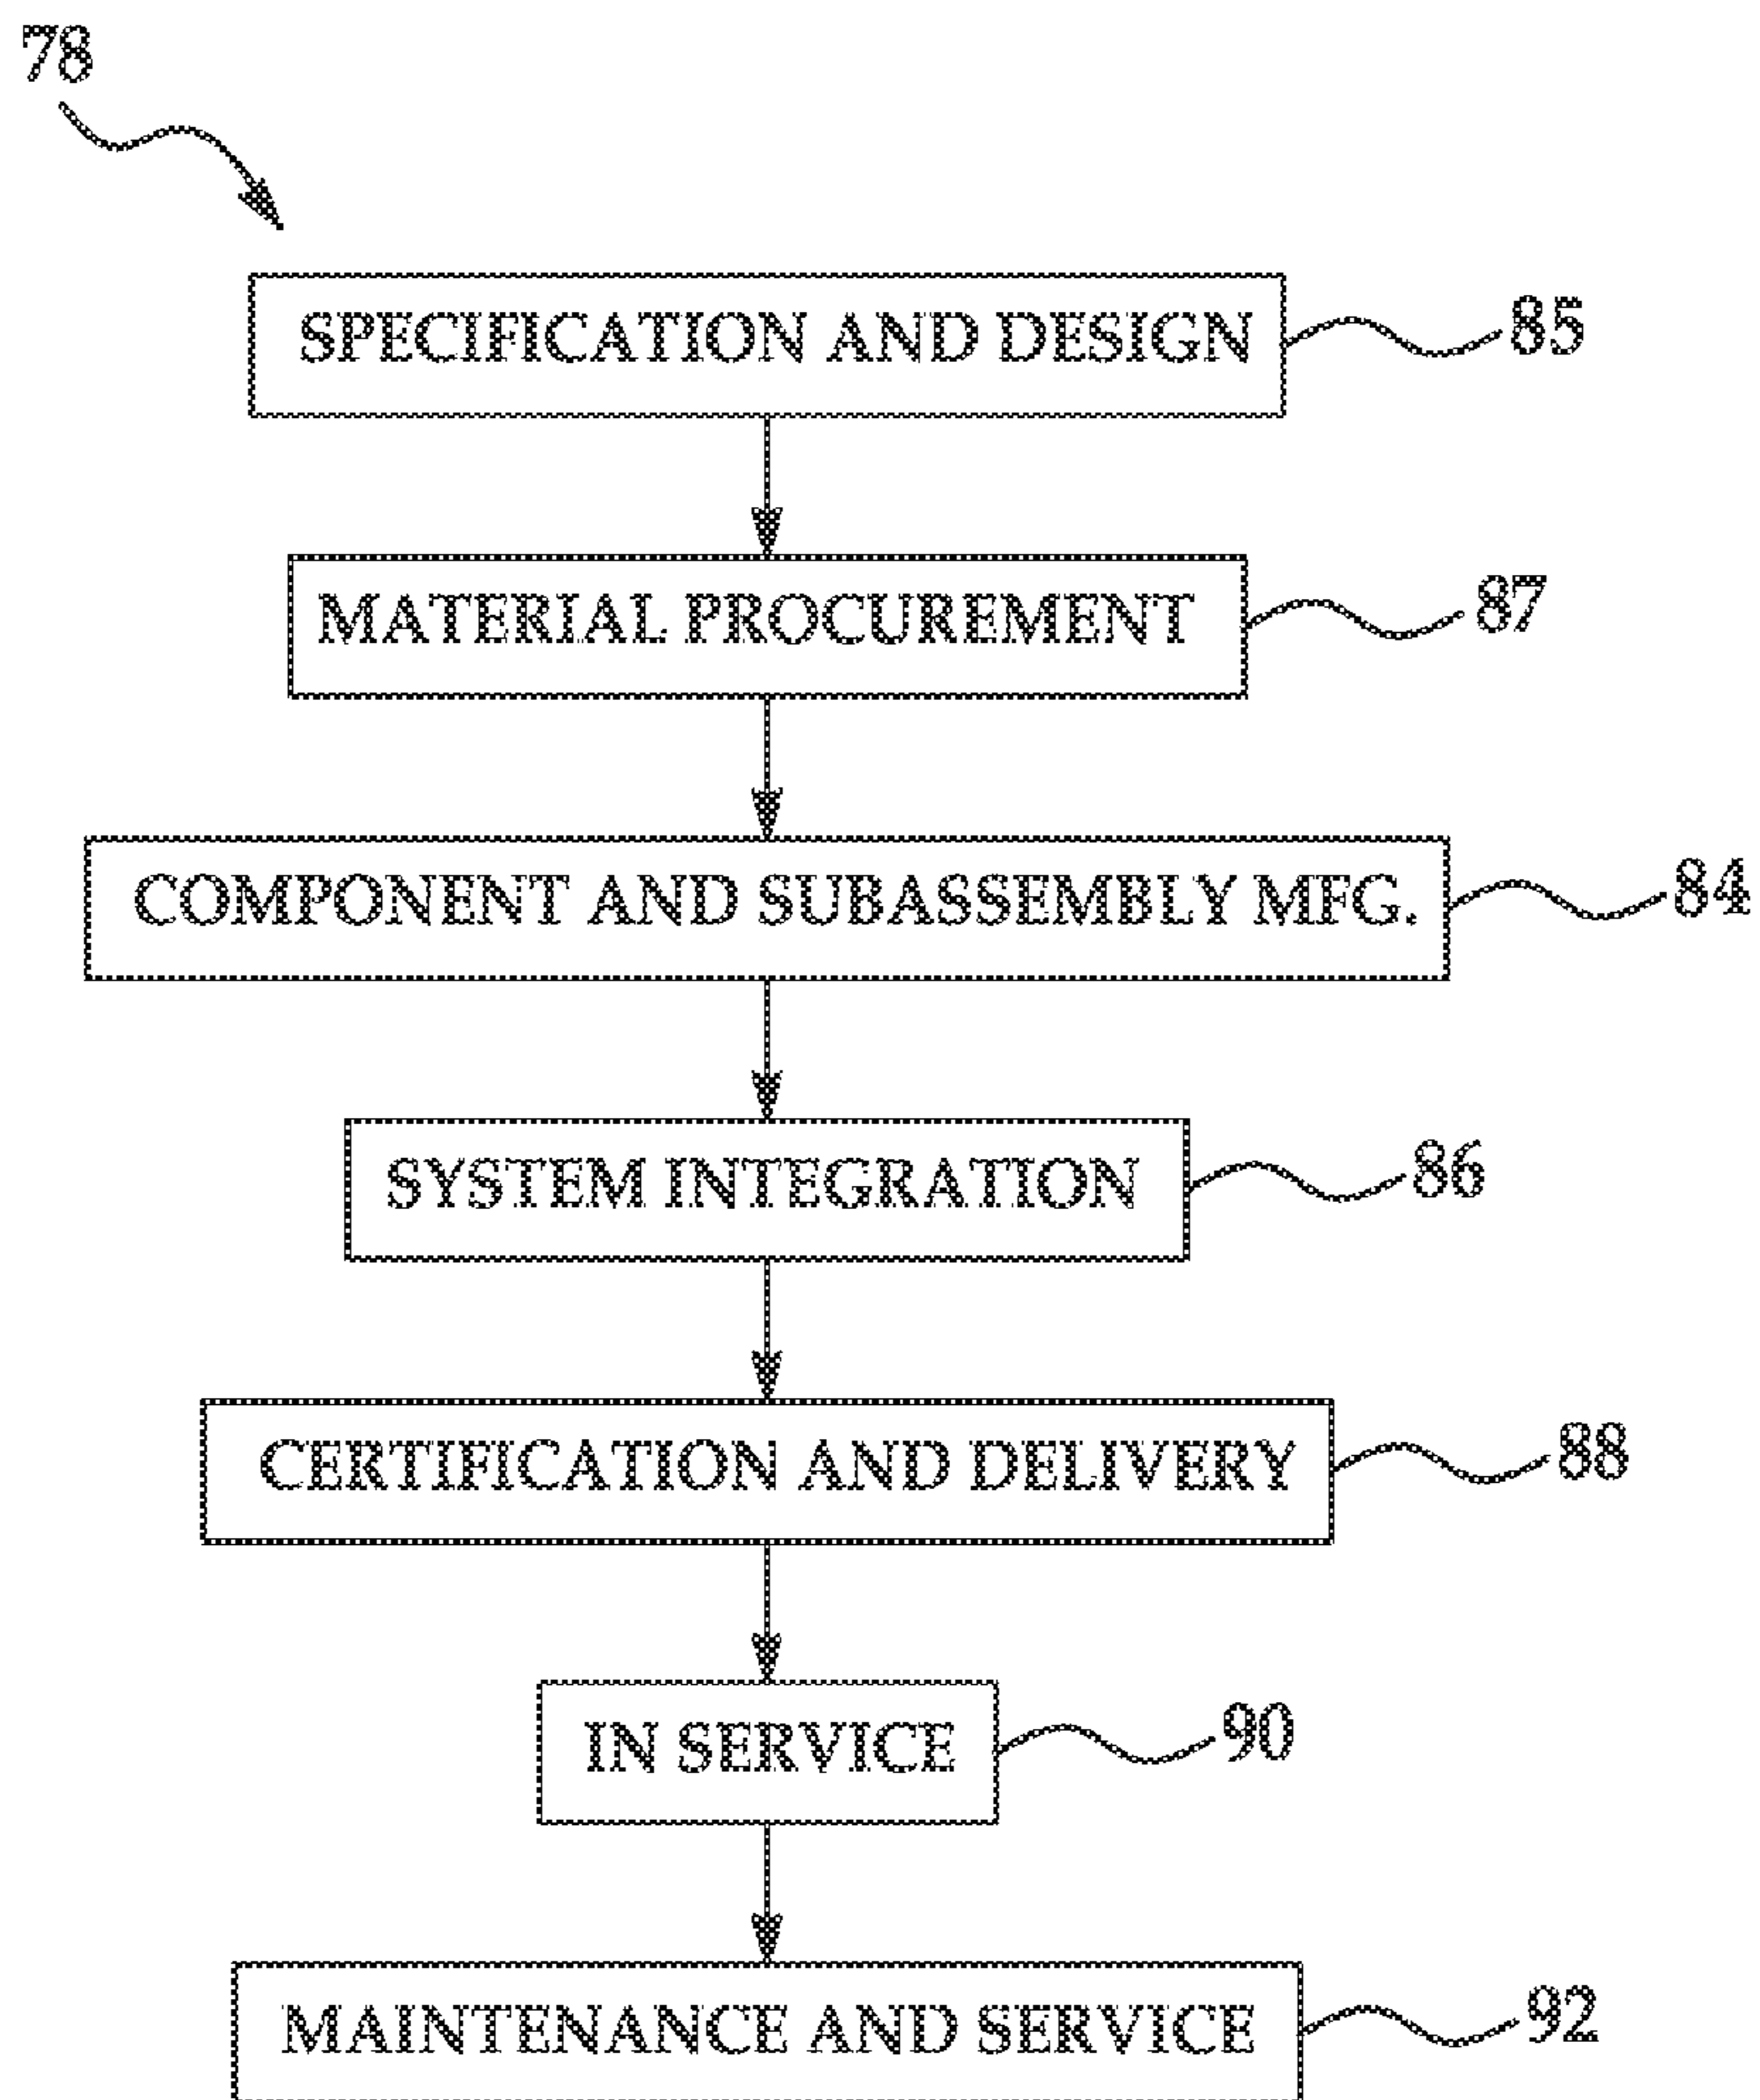 78
SPECIFICATION AND DESIGN 85
MATERIAL PROCUREMENT 87
COMPONENT AND SUBASSEMBLY MFG. 84
SYSTEM INTEGRATION 86
CERTIFICATION AND DELIVERY 88
IN SERVICE 90
MAINTENANCE AND SERVICE 92